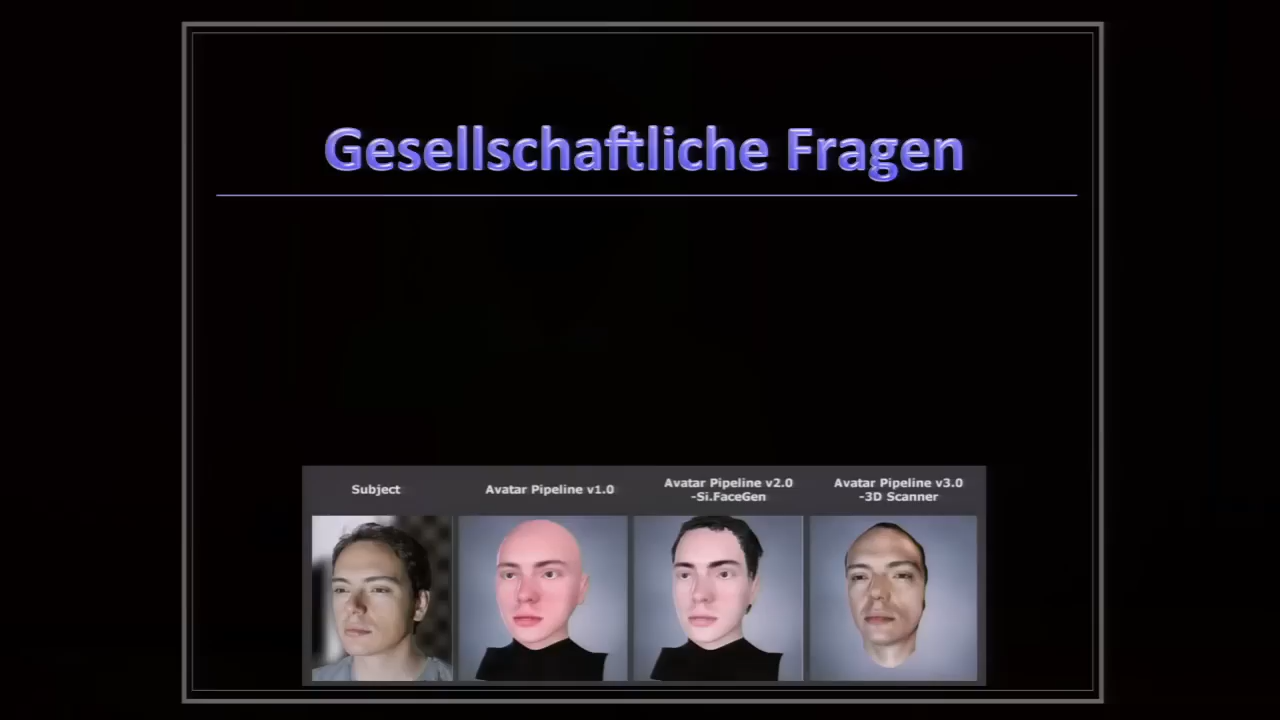 Gesellschaftliche Fragen
Subject
Avatar Pipeline v1.0
Avatar Pipeline v2.0
-Si.FaceGen
Avatar Pipeline v3.0
-3D Scanner